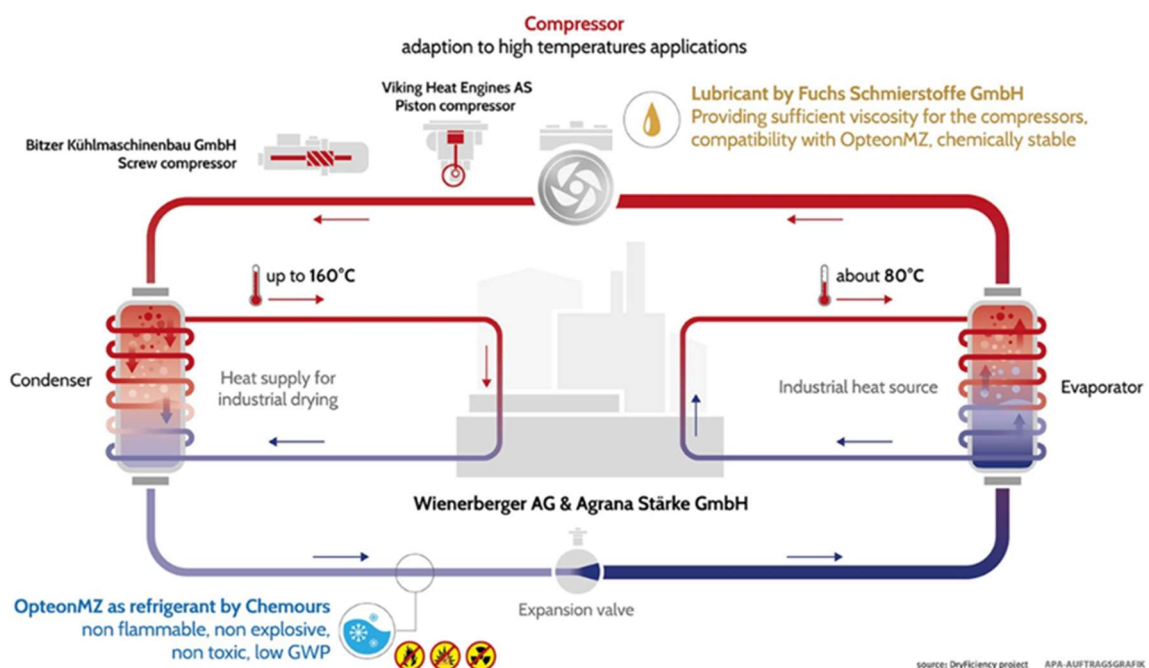 Compressor
adaption to high temperatures applications
Viking Heat Engines AS
Piston compressor
Lubricant by Fuchs Schmierstoffe GmbH
Providing sufficient viscosity for the compressors,
compatibility with OpteonMZ, chemically stable
Bitzer Kühlmaschinenbau GmbH
Screw compressor
up to 160°C
about 80°C
Condenser
Heat supply for
industrial drying
Industrial heat source
Evaporator
Wienerberger AG & Agrana Stärke GmbH
Expansion valve
OpteonMZ as refrigerant by Chemours
non flammable, non explosive,
non toxic, low GWP
source: DryFiciency project APA-AUFTRAGSGRAFIK